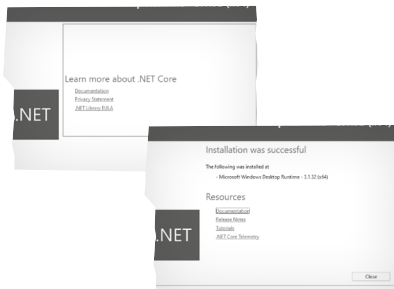 Learn more about .NET Core
Documentation
Privacy Statement
.NET Library EULA
.NET
Installation was successful
The following was installed at
- Microsoft Windows Desktop Runtime - 3.1.32 (x64)
Resources
Documentation
Release Notes
Tutorials
.NET Core Telemetry
.NET
Close